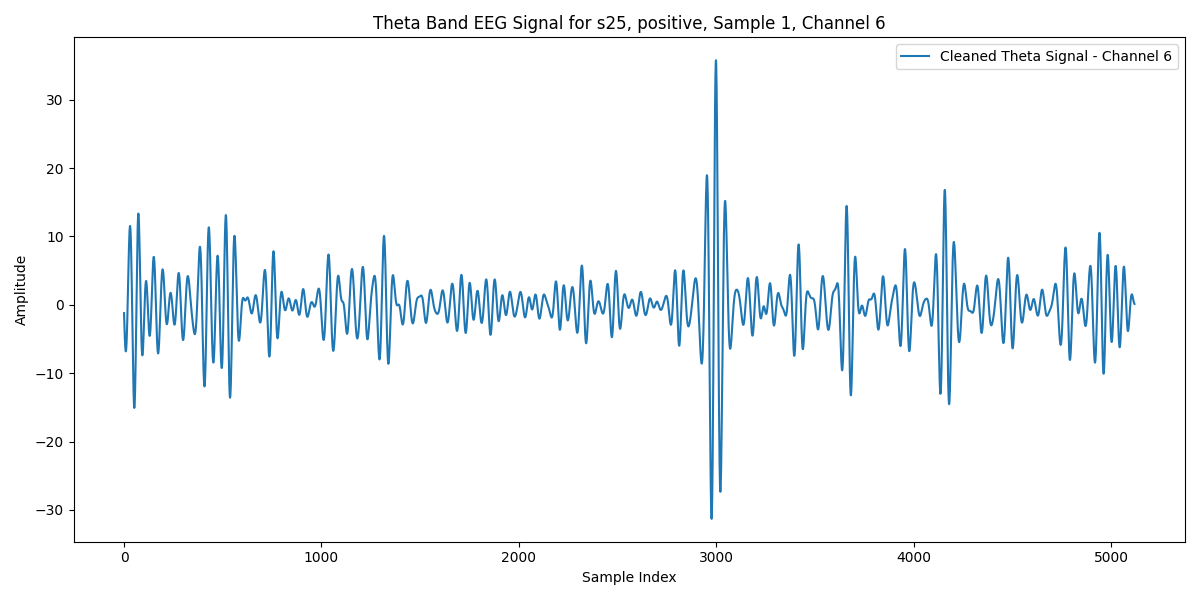 Theta Band EEG Signal for s25, positive, Sample 1, Channel 6
Cleaned Theta Signal - Channel 6
Amplitude
30
20
10
0
−10
−20
−30
0 1000 2000 3000 4000 5000
Sample Index